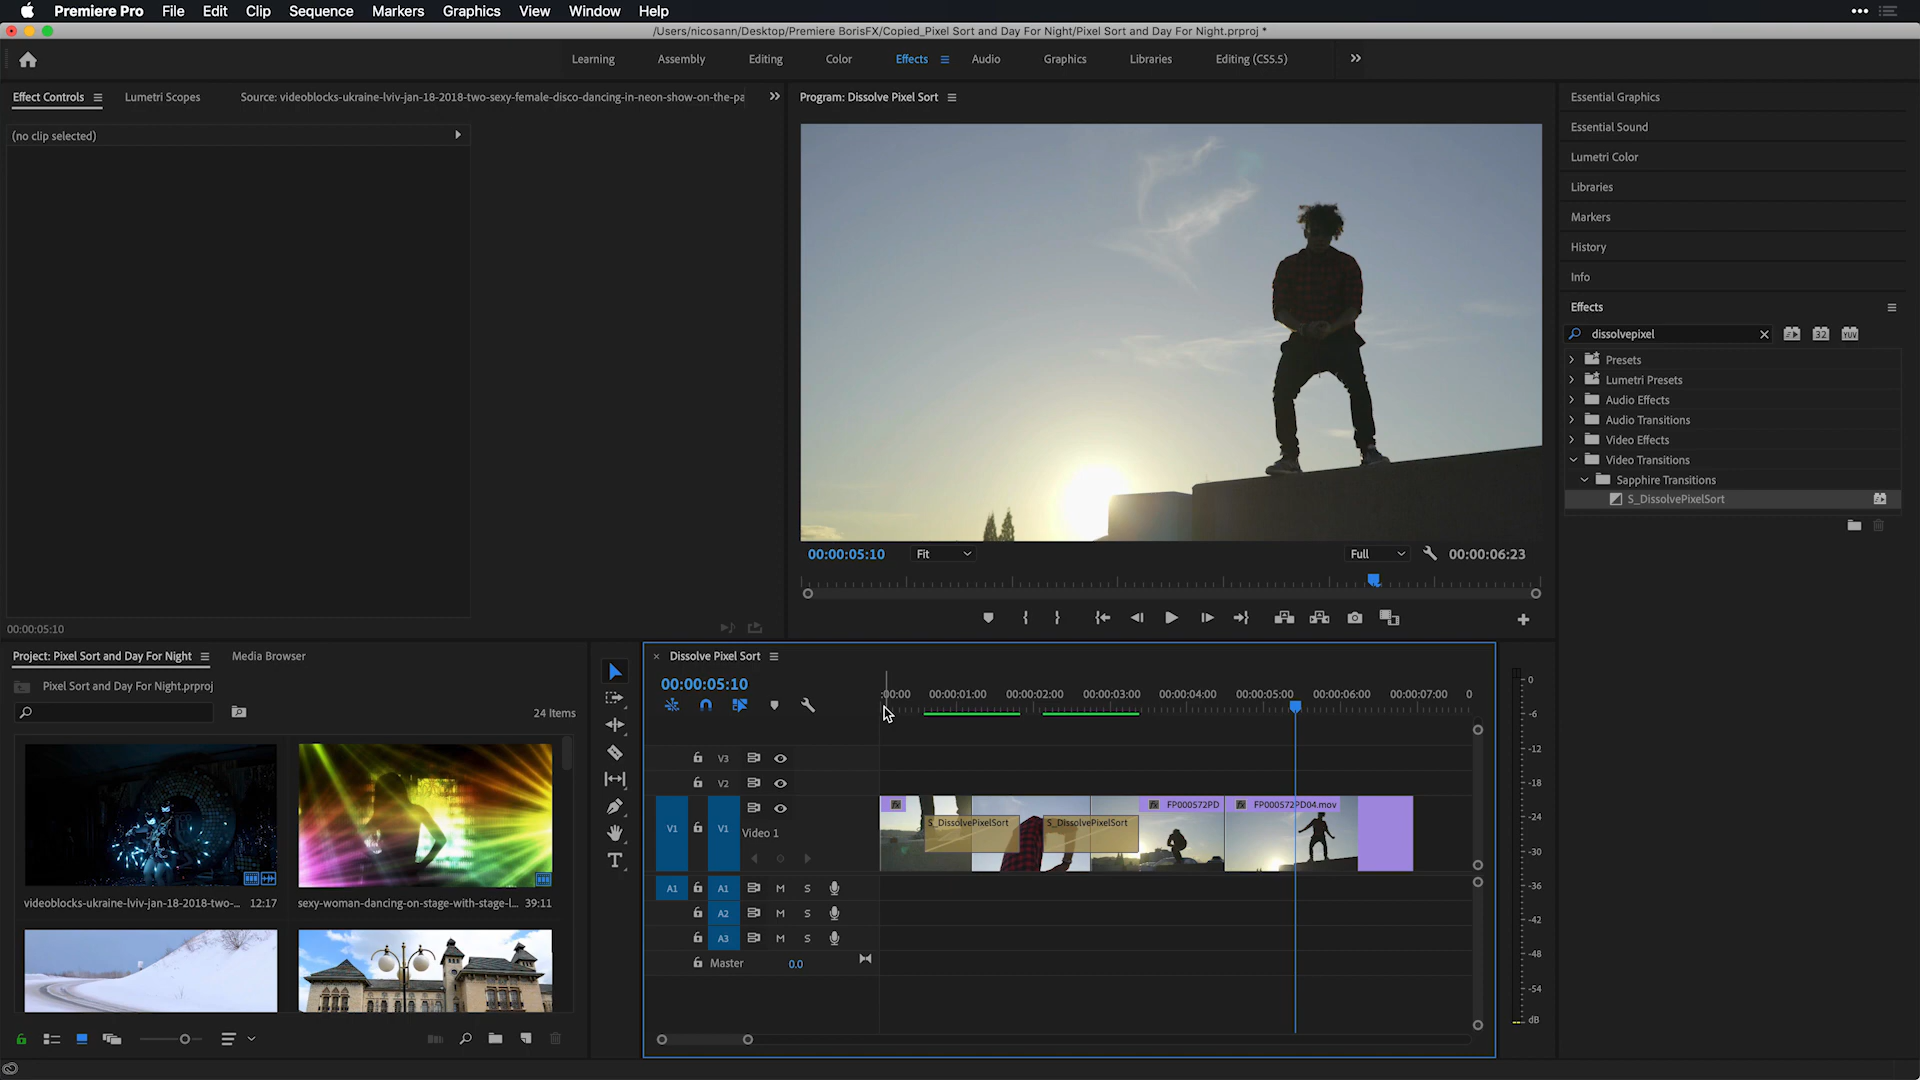 Premiere Pro File Edit Clip Sequence Markers Graphics View Window Help
/Users/nicosann/Desktop/Premiere BorisFX/Copied_Pixel Sort and Day For Night/Pixel Sort and Day For Night.prproj *
Learning Assembly Editing Color Effects Audio Graphics Libraries Editing (CS5.5)
Effect Controls Lumetri Scopes Source: videoblocks-ukraine-lviv-jan-18-2018-two-sexy-female-disco-dancing-in-neon-show-on-the-pa
(no clip selected)
00:00:05:10
Program: Dissolve Pixel Sort
00:00:05:10 Fit Full 00:00:06:23
Essential Graphics
Essential Sound
Lumetri Color
Libraries
Markers
History
Info
Effects
dissolvepixel 32 YUV
Presets
Lumetri Presets
Audio Effects
Audio Transitions
Video Effects
Video Transitions
Sapphire Transitions
S_DissolvePixelSort
Project: Pixel Sort and Day For Night Media Browser
Pixel Sort and Day For Night.prproj
24 Items
videoblocks-ukraine-lviv-jan-18-2018-two-... 12:17
sexy-woman-dancing-on-stage-with-stage-l... 39:11
T
Dissolve Pixel Sort
00:00:05:10
:00:00 00:00:01:00 00:00:02:00 00:00:03:00 00:00:04:00 00:00:05:00 00:00:06:00 00:00:07:00 0
V3
V2
V1 V1 Video 1
fx S_DissolvePixelSort S_DissolvePixelSort fx FP000572PD fx FP000572PD04.mov
A1 A1 M S
A2 M S
A3 M S
Master 0.0
0
-6
-12
-18
-24
-30
-36
-42
-48
-54
dB